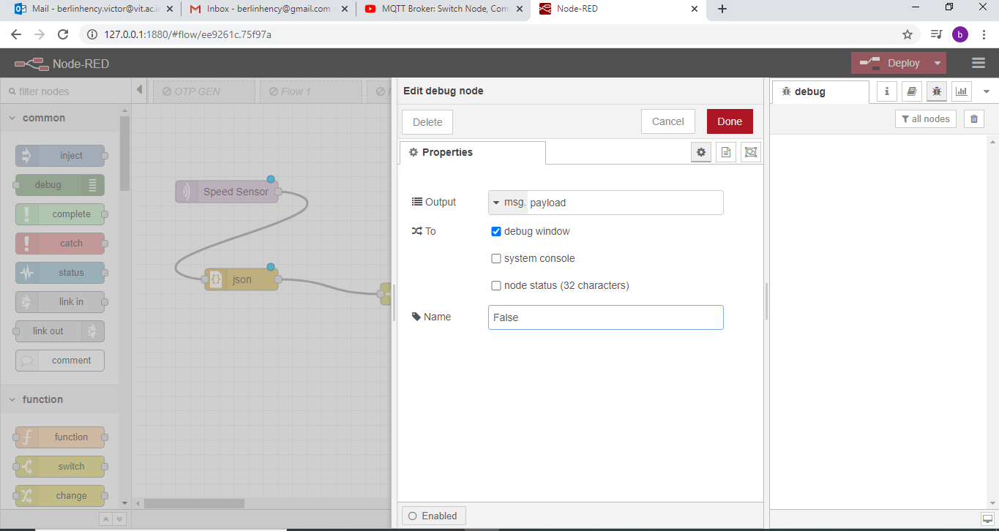 Mail - berlinhency.victor@vit.ac.i
Inbox - berlinhency@gmail.com -
MQTT Broker: Switch Node, Com
Node-RED
127.0.0.1:1880/#flow/ee9261c.75f97a
b
Node-RED
Deploy
filter nodes
OTP GEN
Flow 1
Edit debug node
debug
i
common
Delete
Cancel
Done
all nodes
inject
Properties
debug
Speed Sensor
complete
Output
msg. payload
catch
To
debug window
status
json
system console
link in
node status (32 characters)
link out
Name
False
comment
function
function
switch
change
Enabled